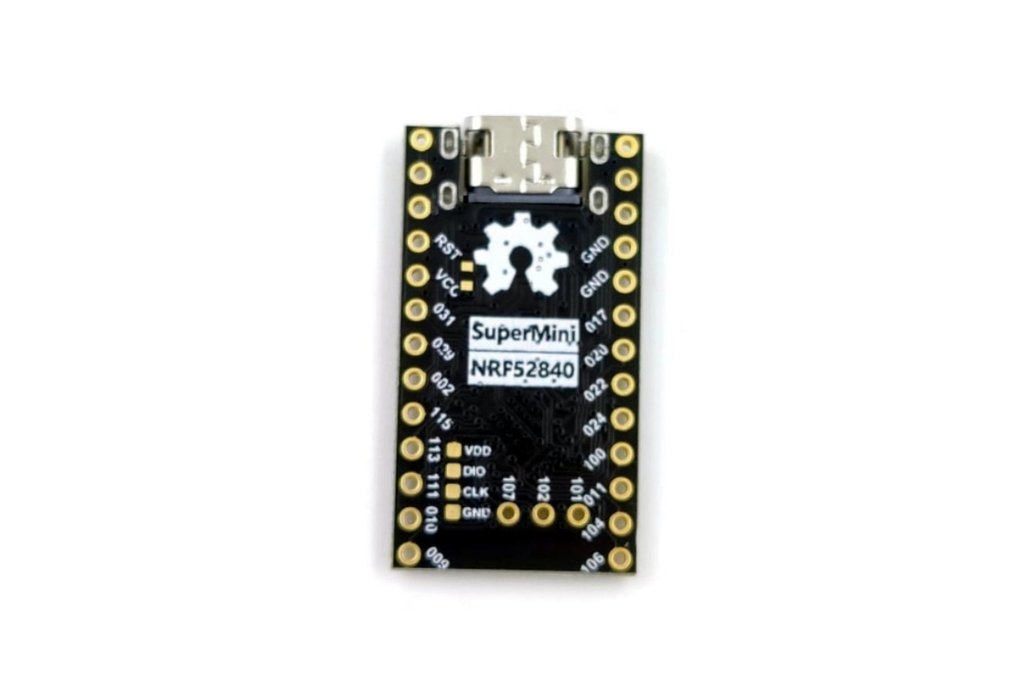 RST
VCC
031
029
002
115
113
111
010
009
GND
GND
017
020
022
024
100
011
104
106
SuperMini
NRF52840
VDD
DIO
CLK
GND
107
102
101